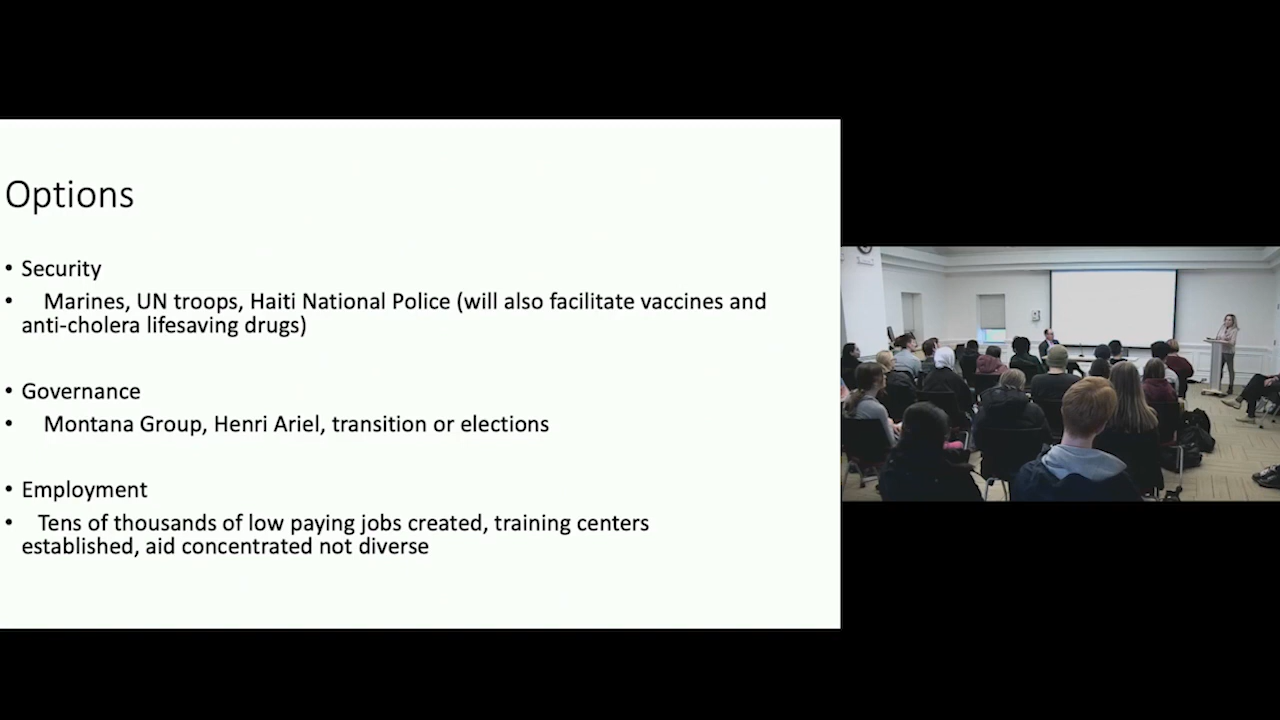 Options
• Security
• Marines, UN troops, Haiti National Police (will also facilitate vaccines and
anti-cholera lifesaving drugs)
• Governance
• Montana Group, Henri Ariel, transition or elections
• Employment
• Tens of thousands of low paying jobs created, training centers
established, aid concentrated not diverse